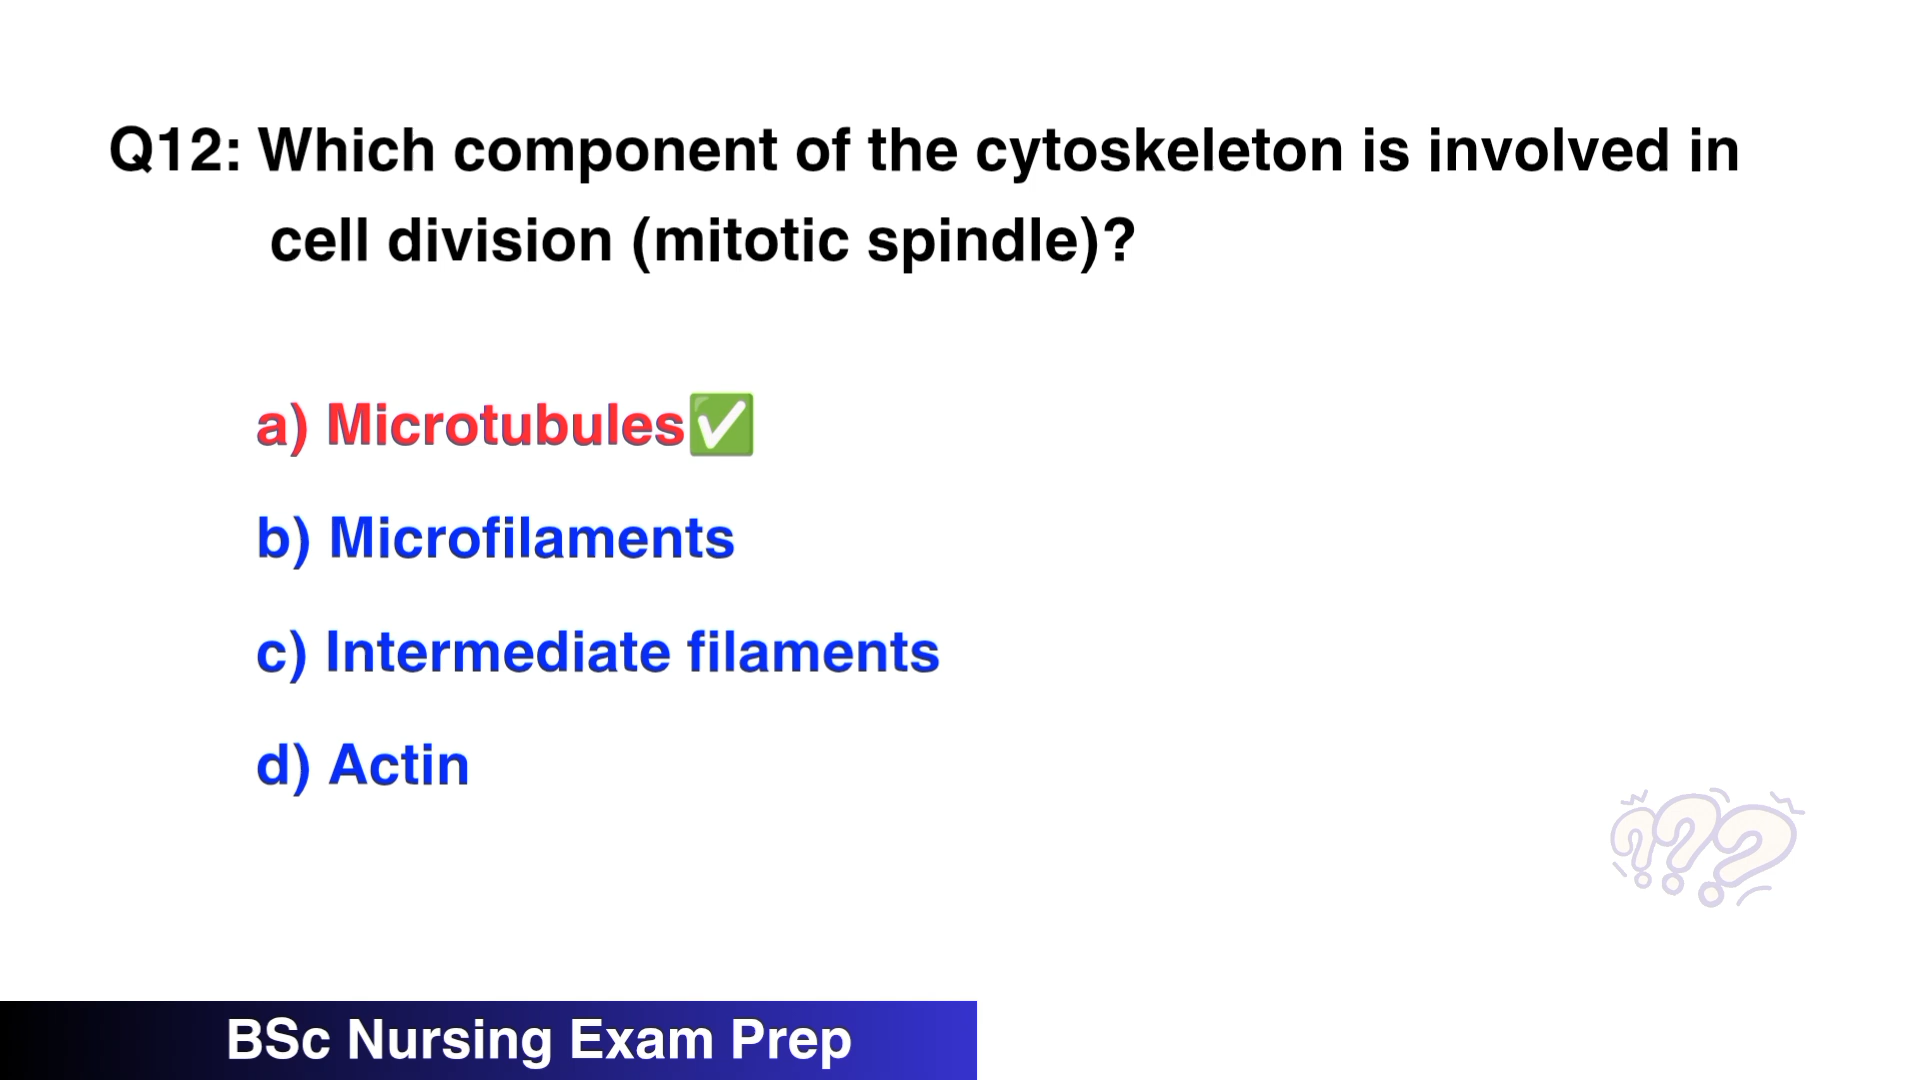 Q12: Which component of the cytoskeleton is involved in
cell division (mitotic spindle)?
a) Microtubules✅
b) Microfilaments
c) Intermediate filaments
d) Actin
???
BSc Nursing Exam Prep